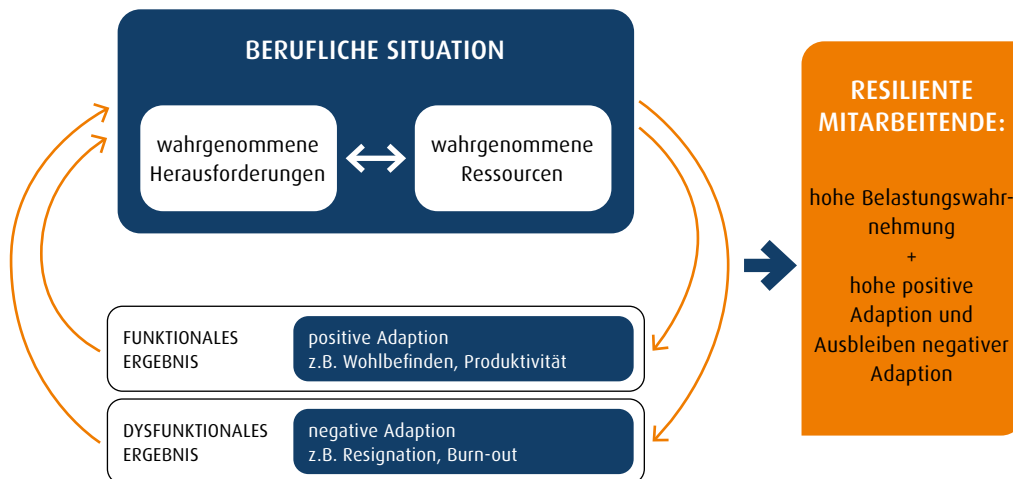 BERUFLICHE SITUATION
wahrgenommene
Herausforderungen
wahrgenommene
Ressourcen
FUNKTIONALES
ERGEBNIS
positive Adaption
z.B. Wohlbefinden, Produktivität
DYSFUNKTIONALES
ERGEBNIS
negative Adaption
z.B. Resignation, Burn-out
RESILIENTE
MITARBEITENDE:
hohe Belastungswahr-
nehmung
+
hohe positive
Adaption und
Ausbleiben negativer
Adaption